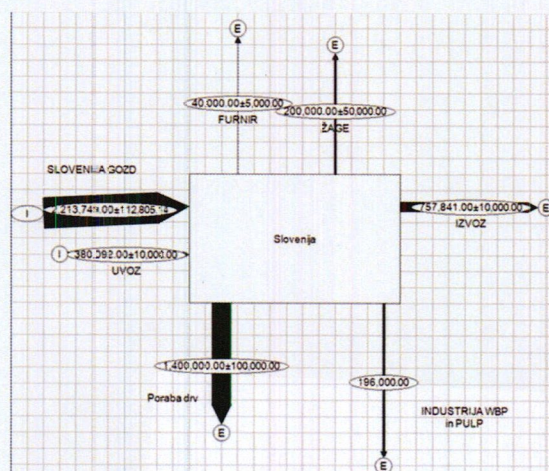 E
E
40,000.00±5,000.00
FURNIR
200,000.00±50,000.00
ŽAGE
SLOVENIJA GOZD
I
E
757,841.00±10,000.00
IZVOZ
Slovenija
I
380,092.00±10,000.00
UVOZ
1,400,000.00±100,000.00
Poraba drv
196,000.00
INDUSTRIJA WBP
in PULP
E
E